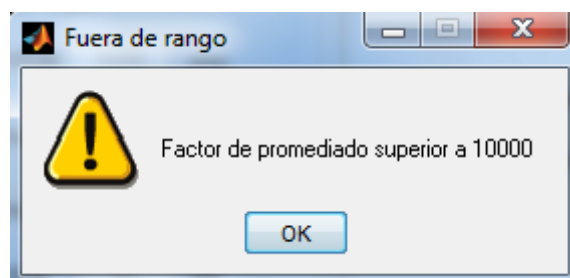 Fuera de rango
Factor de promediado superior a 10000
OK